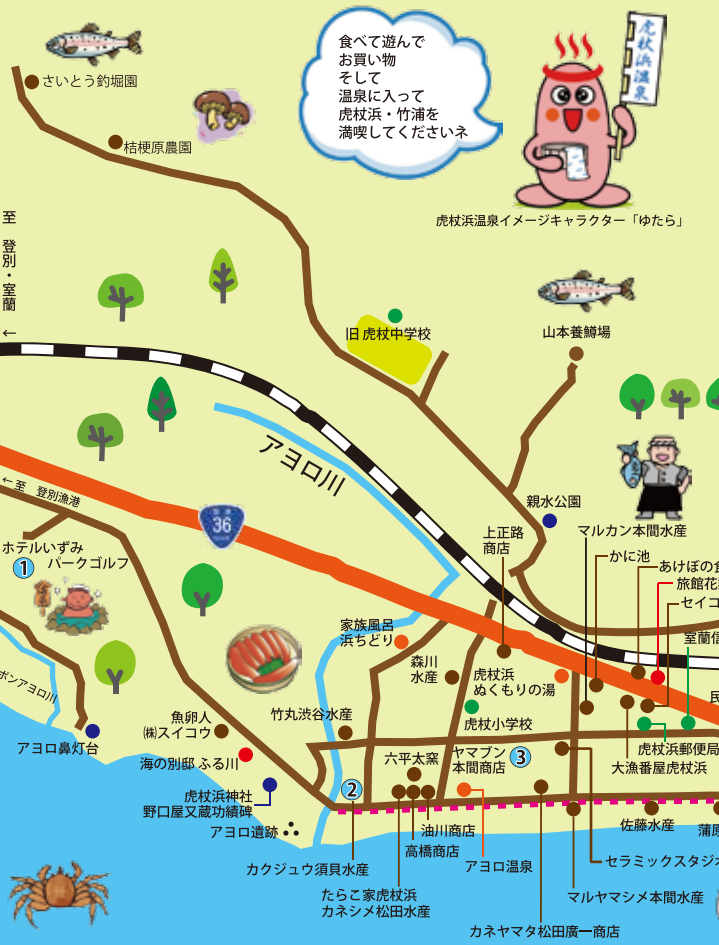 食べて遊んで
お買い物
そして
温泉に入って
虎杖浜・竹浦を
満喫してくださいネ
虎杖浜温泉
虎杖浜温泉イメージキャラクター「ゆたら」
さいとう釣堀園
桔梗原農園
至 登別・室蘭 ←
旧 虎杖中学校
山本養鱒場
アヨロ川
←至 登別漁港
36
親水公園
上正路
商店
マルカン本間水産
かに池
あけぼの食
旅館花
セイコ
室蘭信
ホテルいずみ
1
パークゴルフ
家族風呂
浜ちどり
森川
水産
虎杖浜
ぬくもりの湯
虎杖小学校
ポンアヨロ川
アヨロ鼻灯台
魚卵人
㈱スイコウ
竹丸渋谷水産
海の別邸 ふる川
虎杖浜神社
野口屋又蔵功績碑
アヨロ遺跡
2
六平太窯
ヤマブン
本間商店
3
虎杖浜郵便局
大漁番屋虎杖浜
油川商店
高橋商店
アヨロ温泉
佐藤水産
蒲原
カクジュウ須貝水産
たらこ家虎杖浜
カネシメ松田水産
セラミックスタジオ
マルヤマシメ本間水産
カネヤマタ松田廣一商店